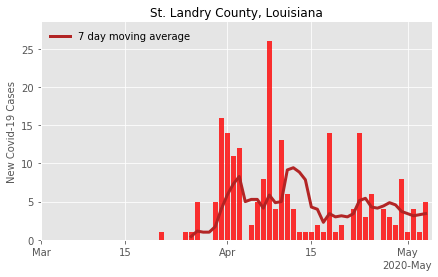 St. Landry County, Louisiana
7 day moving average
New Covid-19 Cases
25
20
15
10
5
0
Mar
15
Apr
15
May
2020-May